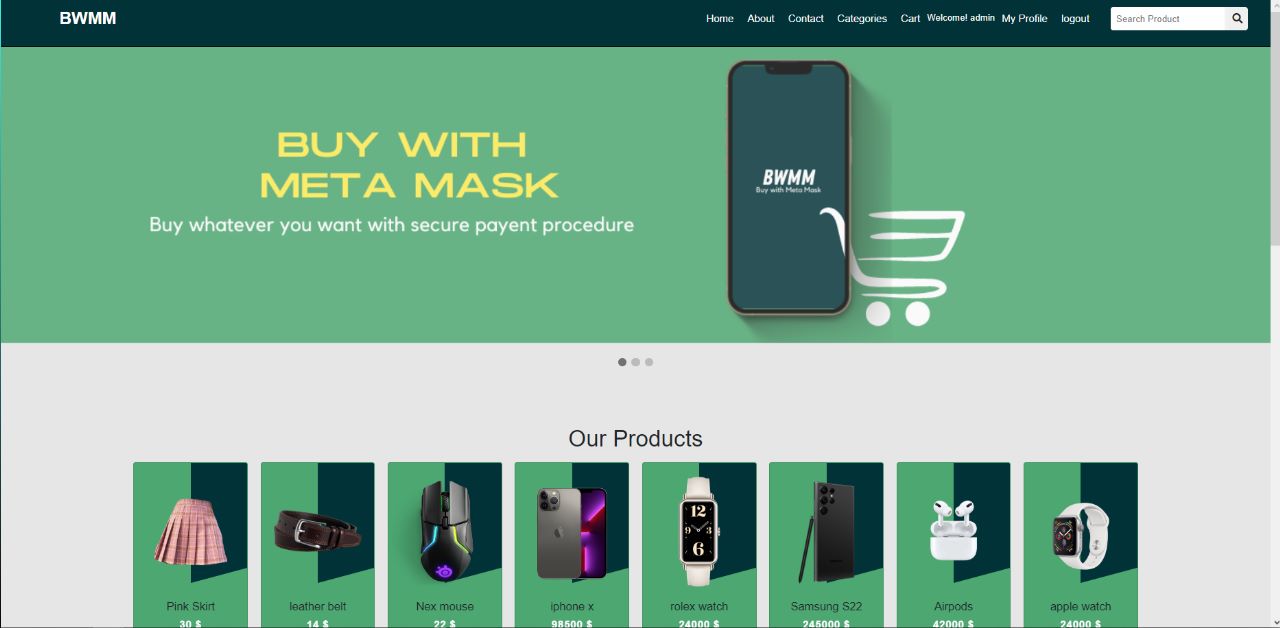 BWMM
Home About Contact Categories Cart Welcome! admin My Profile logout Search Product
BUY WITH
META MASK
Buy whatever you want with secure payent procedure
BWMM
Buy with Meta Mask
Our Products
Pink Skirt leather belt Nex mouse iphone x rolex watch Samsung S22 Airpods apple watch
30 $ 14 $ 22 $ 98500 $ 24000 $ 245000 $ 42000 $ 24000 $